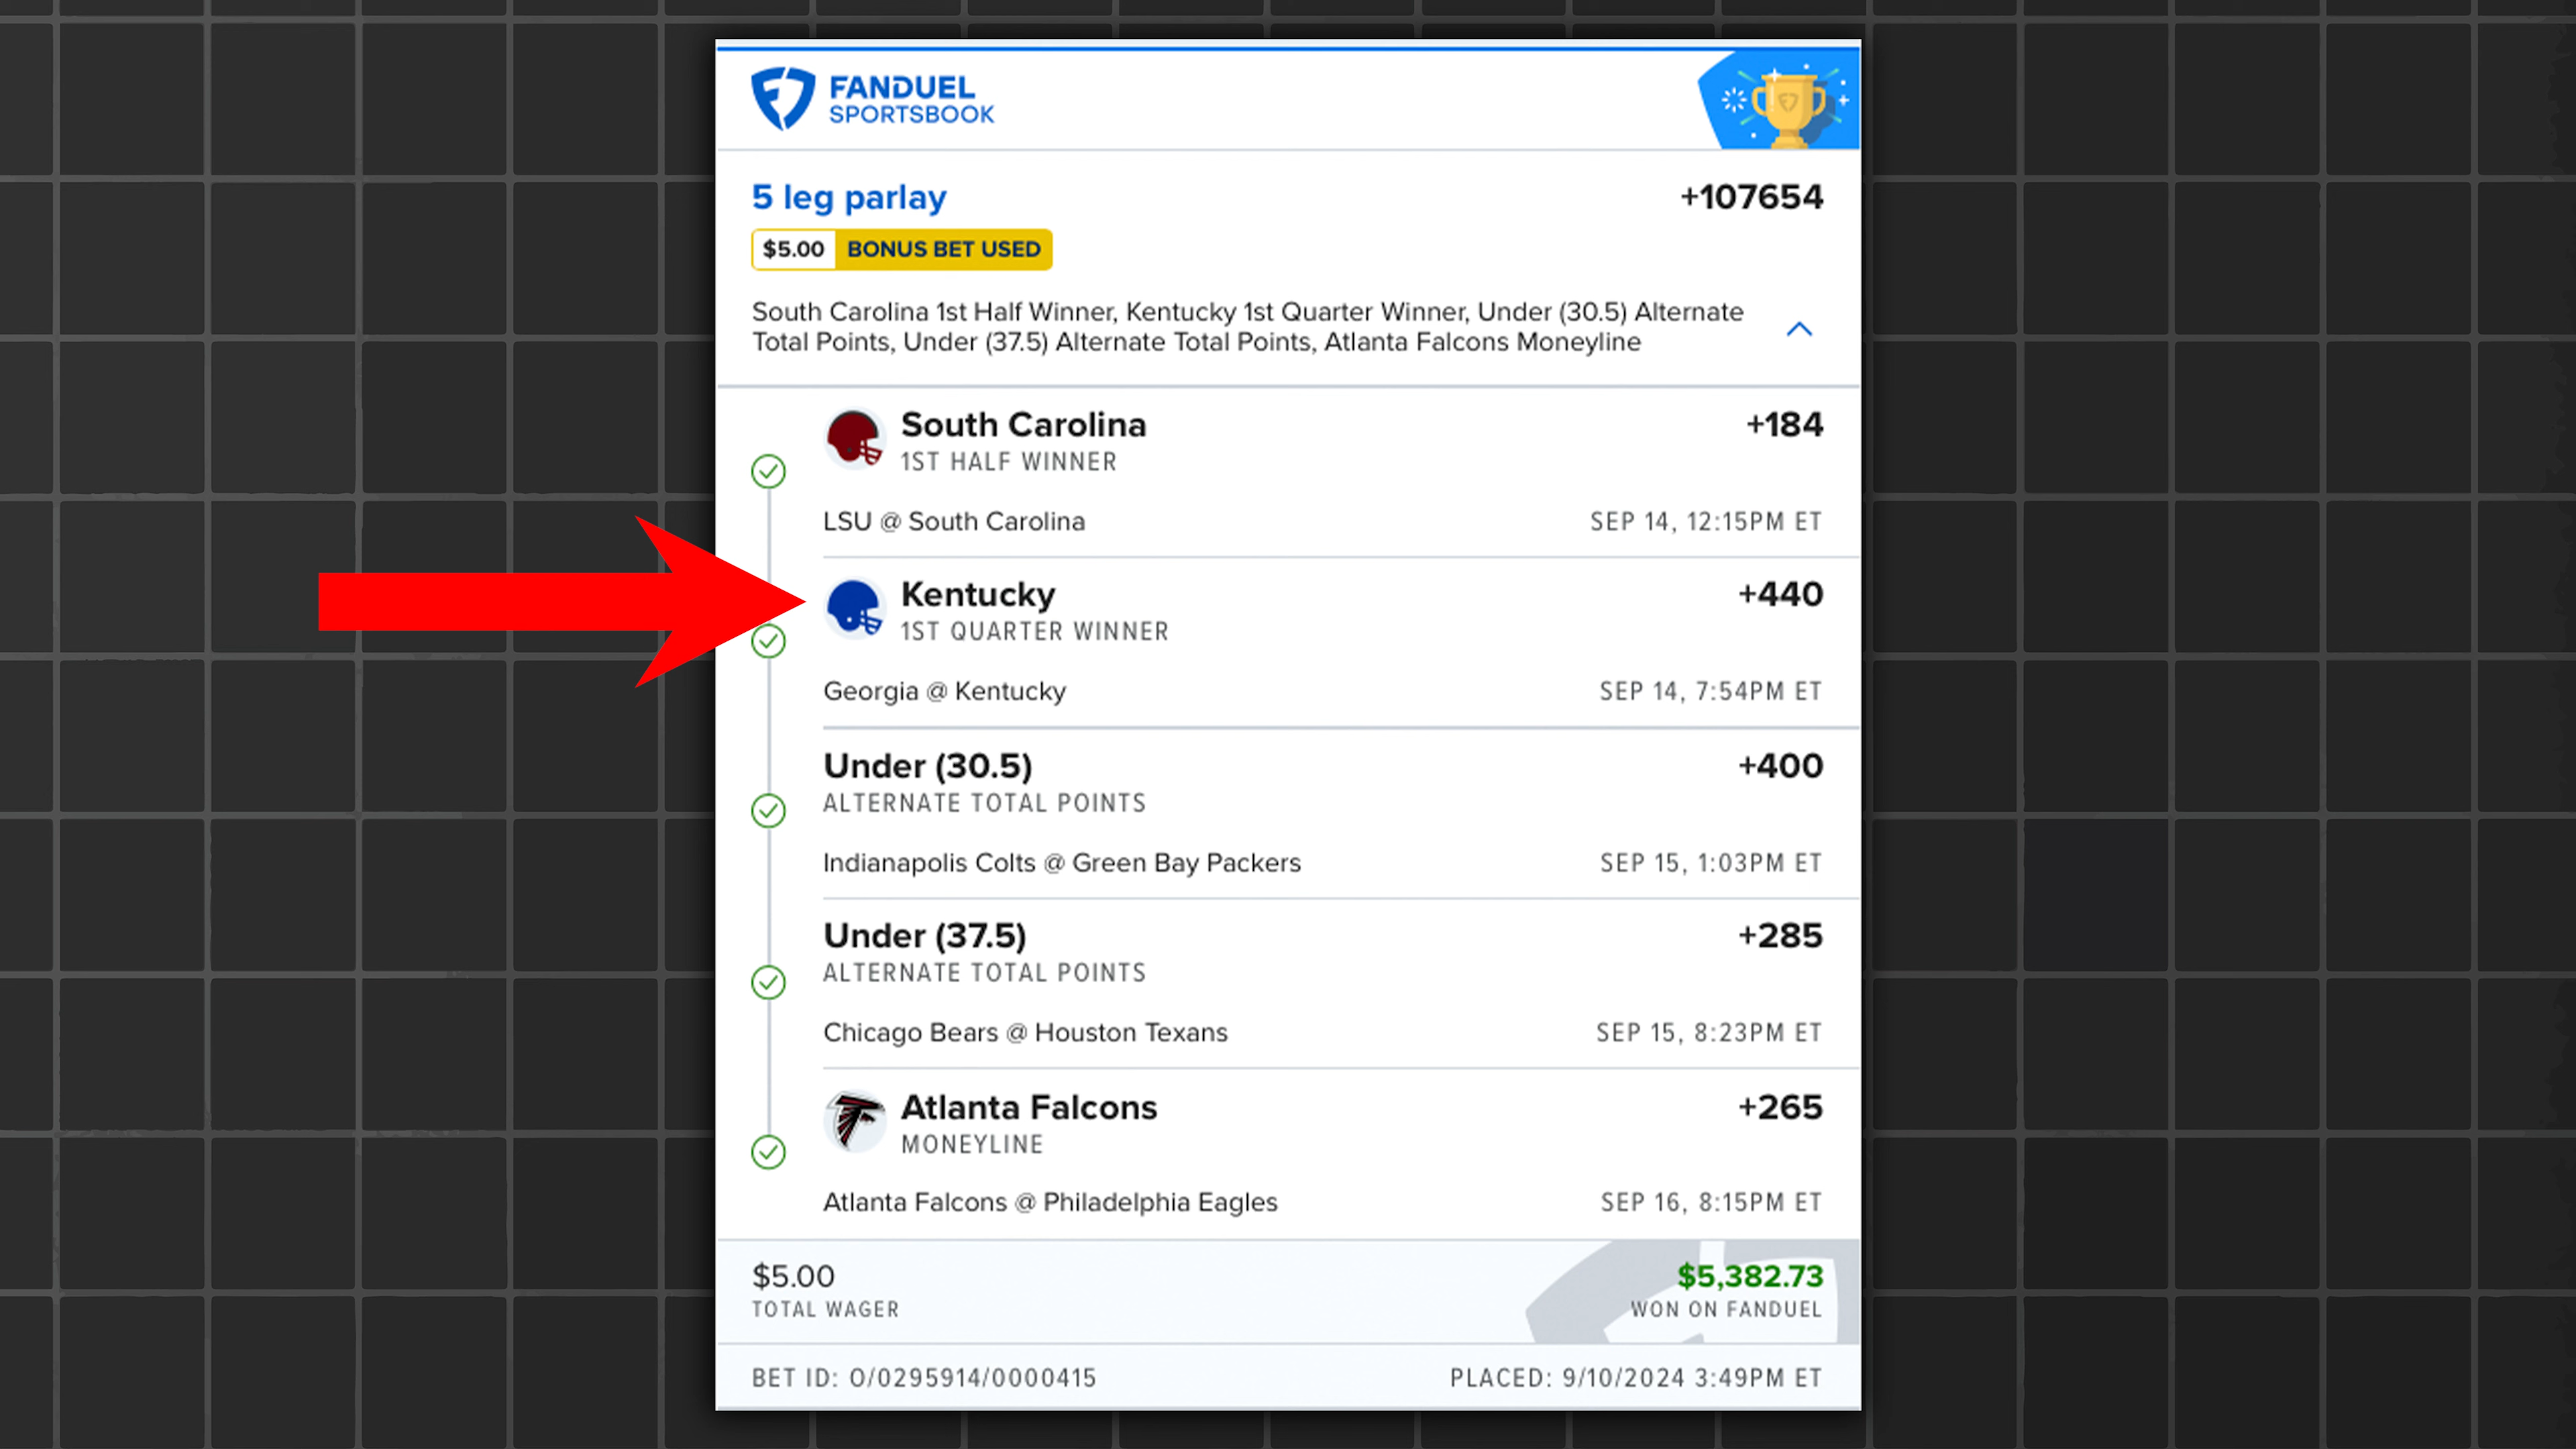 FANDUEL
SPORTSBOOK
5 leg parlay +107654
$5.00 BONUS BET USED
South Carolina 1st Half Winner, Kentucky 1st Quarter Winner, Under (30.5) Alternate
Total Points, Under (37.5) Alternate Total Points, Atlanta Falcons Moneyline
South Carolina +184
1ST HALF WINNER
LSU @ South Carolina SEP 14, 12:15PM ET
Kentucky +440
1ST QUARTER WINNER
Georgia @ Kentucky SEP 14, 7:54PM ET
Under (30.5) +400
ALTERNATE TOTAL POINTS
Indianapolis Colts @ Green Bay Packers SEP 15, 1:03PM ET
Under (37.5) +285
ALTERNATE TOTAL POINTS
Chicago Bears @ Houston Texans SEP 15, 8:23PM ET
Atlanta Falcons +265
MONEYLINE
Atlanta Falcons @ Philadelphia Eagles SEP 16, 8:15PM ET
$5.00 $5,382.73
TOTAL WAGER WON ON FANDUEL
BET ID: O/0295914/0000415 PLACED: 9/10/2024 3:49PM ET